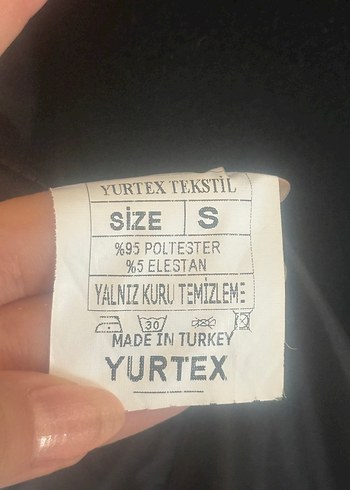 YURTEX TEKSTİL
SİZE S
%95 POLTESTER
%5 ELESTAN
YALNIZ KURU TEMİZLEME
30
MADE IN TURKEY
YURTEX